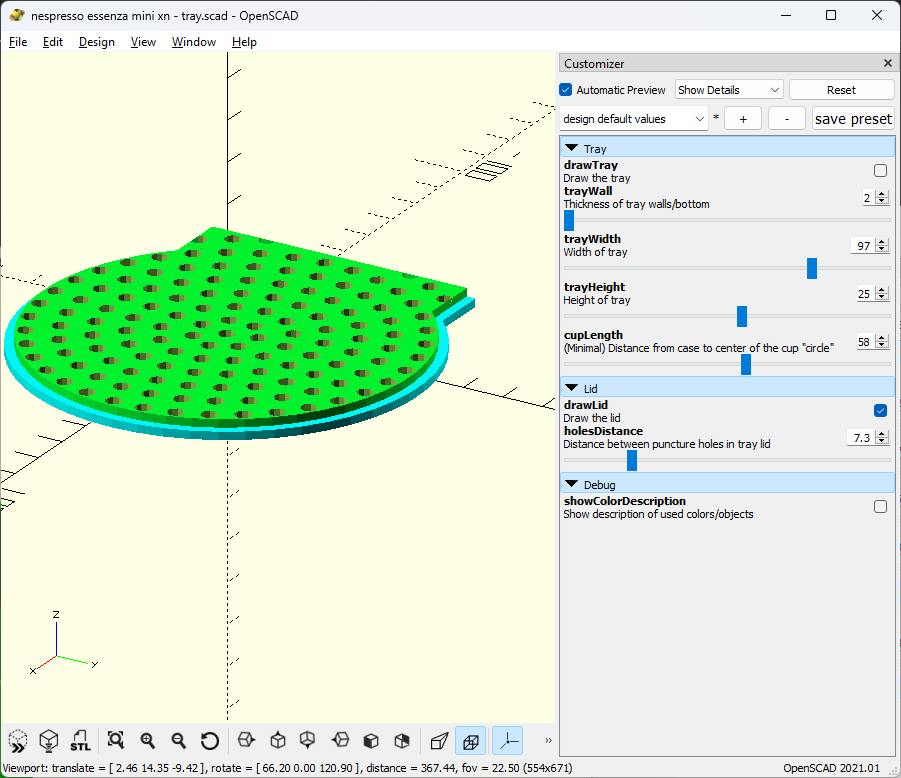 nespresso essenza mini xn - tray.scad - OpenSCAD
File Edit Design View Window Help
Customizer
Automatic Preview Show Details Reset
design default values * + - save preset
Tray
drawTray
Draw the tray
trayWall
Thickness of tray walls/bottom
2
trayWidth
Width of tray
97
trayHeight
Height of tray
25
cupLength
(Minimal) Distance from case to center of the cup "circle"
58
Lid
drawLid
Draw the lid
holesDistance
Distance between puncture holes in tray lid
7.3
Debug
showColorDescription
Show description of used colors/objects
z
x
y
STL
»
Viewport: translate = [ 2.46 14.35 -9.42 ], rotate = [ 66.20 0.00 120.90 ], distance = 367.44, fov = 22.50 (554x671) OpenSCAD 2021.01